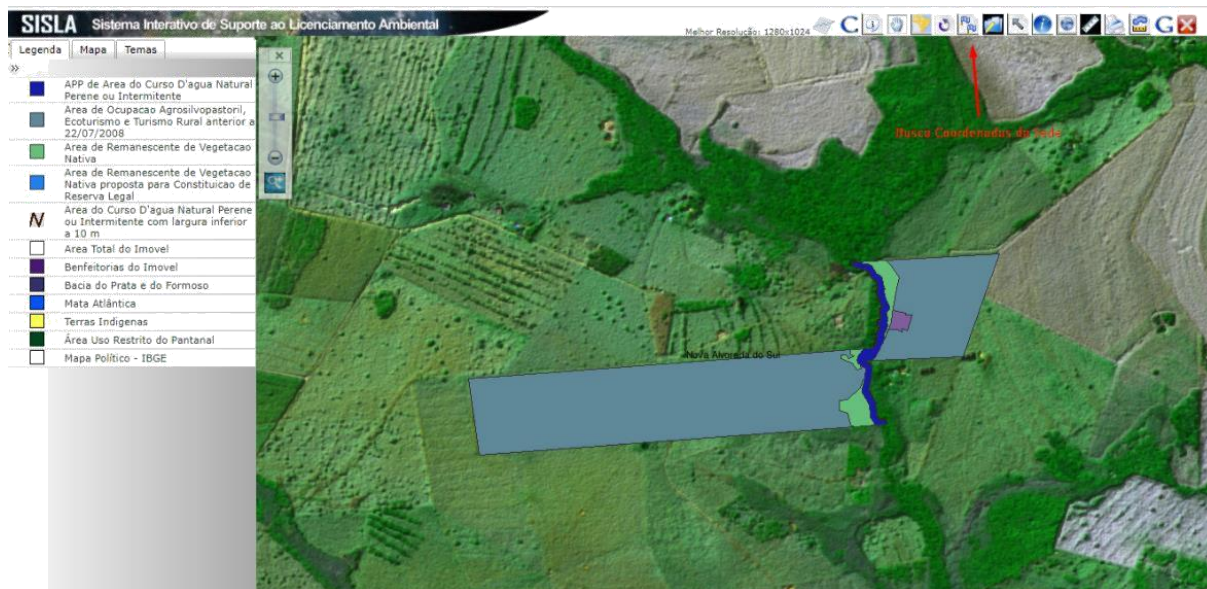 SISLA Sistema Interativo de Suporte ao Licenciamento Ambiental
Melhor Resolução: 1280x1024
Legenda Mapa Temas
APP de Area do Curso D'agua Natural
Perene ou Intermitente
Area de Ocupacao Agrosilvopastoril,
Ecoturismo e Turismo Rural anterior a
22/07/2008
Area de Remanescente de Vegetacao
Nativa
Area de Remanescente de Vegetacao
Nativa proposta para Constituicao de
Reserva Legal
Area do Curso D'agua Natural Perene
ou Intermitente com largura inferior
a 10 m
Area Total do Imovel
Benfeitorias do Imovel
Bacia do Prata e do Formoso
Mata Atlântica
Terras Indigenas
Área Uso Restrito do Pantanal
Mapa Político - IBGE
Busca Coordenadas da Sede
Nova Alvoreda do Sul